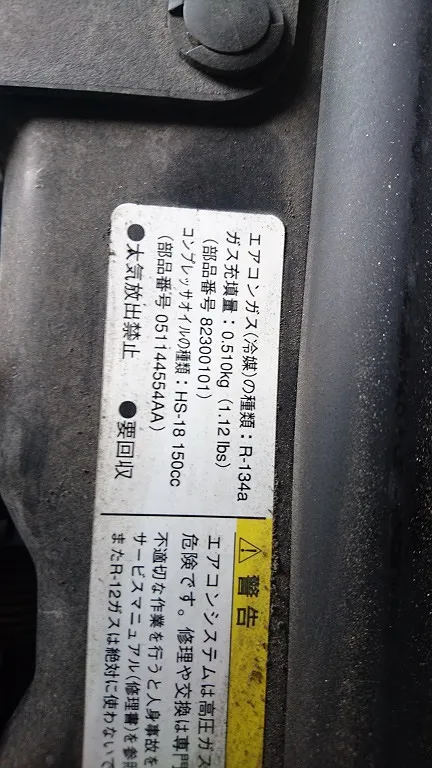 エアコンガス(冷媒)の種類：R-134a
ガス充填量：0.510kg (1.12 lbs)
(部品番号 82300101)
コンプレッサオイルの種類：HS-18 150cc
(部品番号 05114455４AA)
●大気放出禁止 ●要回収
⚠警告
エアコンシステムは高圧ガス
危険です。修理や交換は専門
不適切な作業を行うと人身事故を
サービスマニュアル(修理書)を参照
またR-12ガスは絶対に使わないで